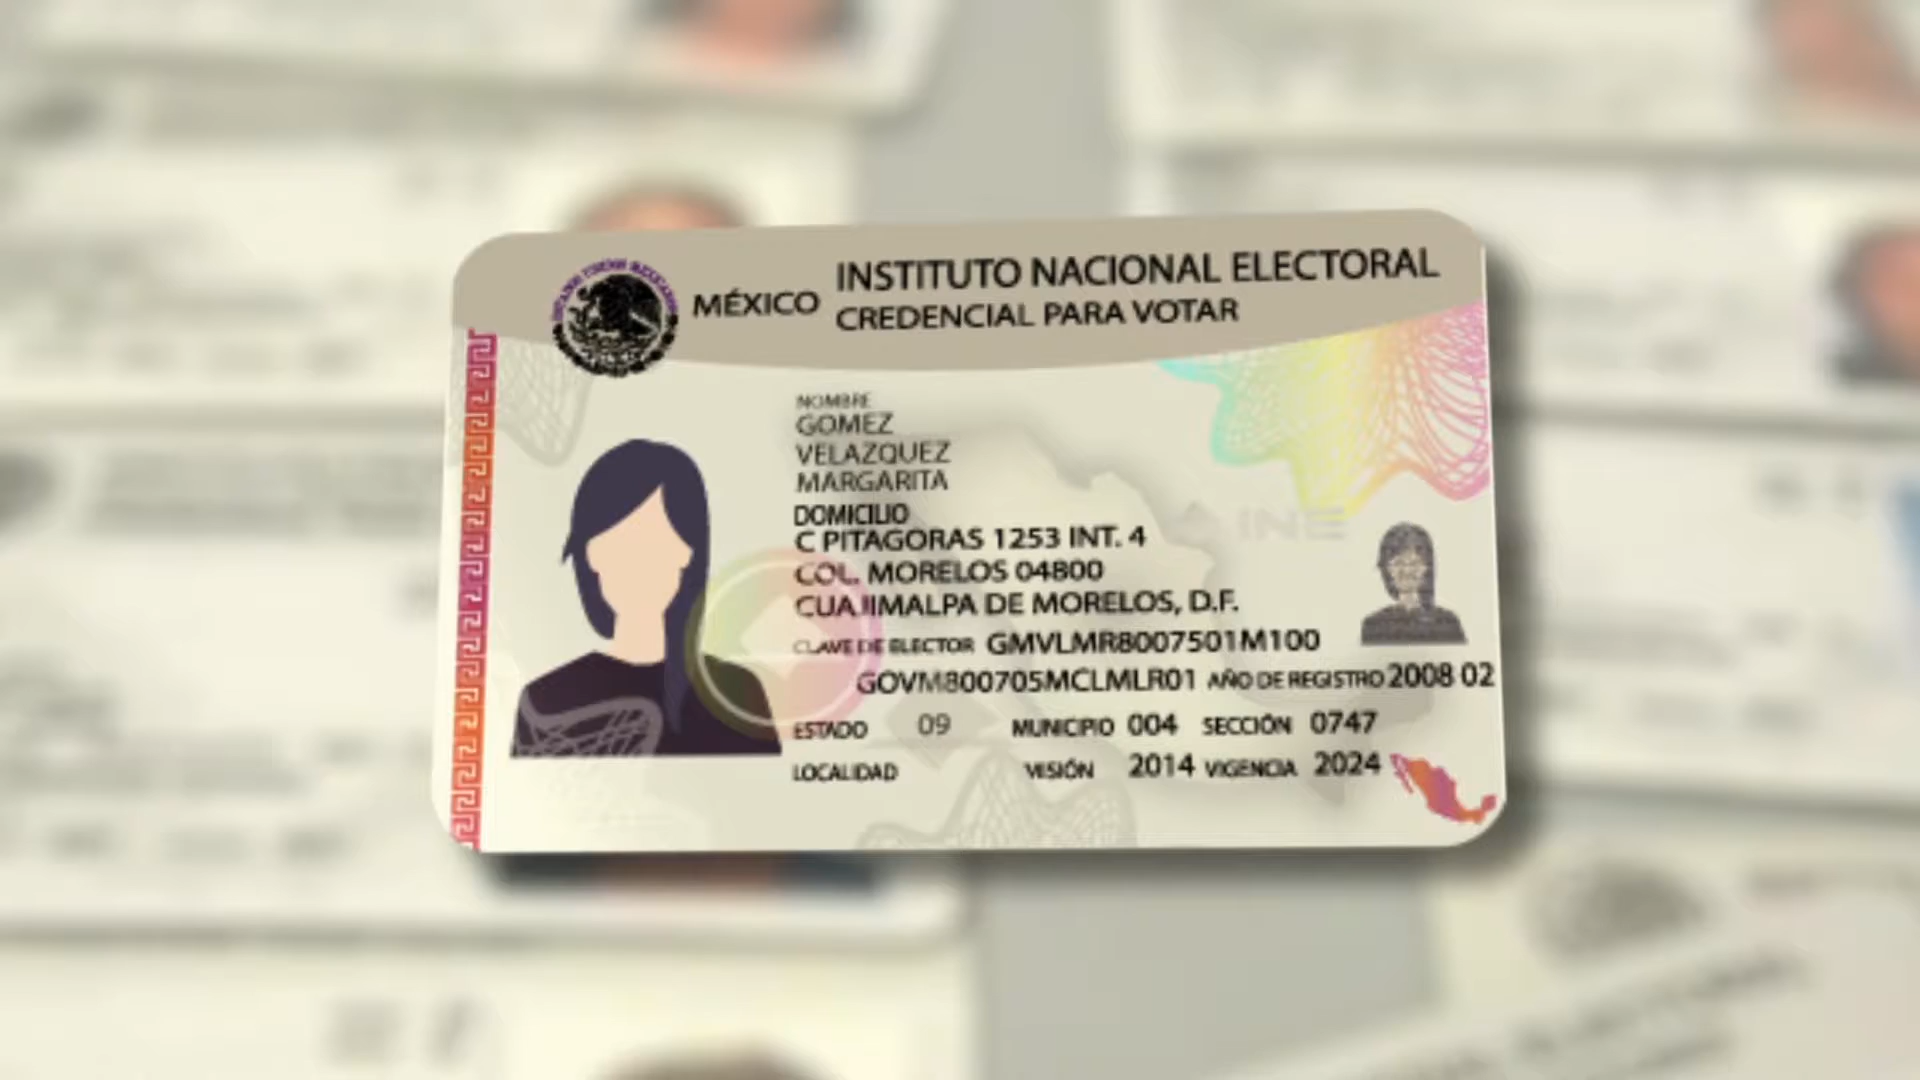 INSTITUTO NACIONAL ELECTORAL
MÉXICO
CREDENCIAL PARA VOTAR
NOMBRE
GOMEZ
VELAZQUEZ
MARGARITA
DOMICILIO
C PITAGORAS 1253 INT. 4
COL. MORELOS 04800
CUAJIMALPA DE MORELOS, D.F.
INE
CLAVE DE ELECTOR GMVLMR8007501M100
GOVM800705MCLMLR01 AÑO DE REGISTRO 2008 02
ESTADO 09 MUNICIPIO 004 SECCIÓN 0747
LOCALIDAD VISIÓN 2014 VIGENCIA 2024